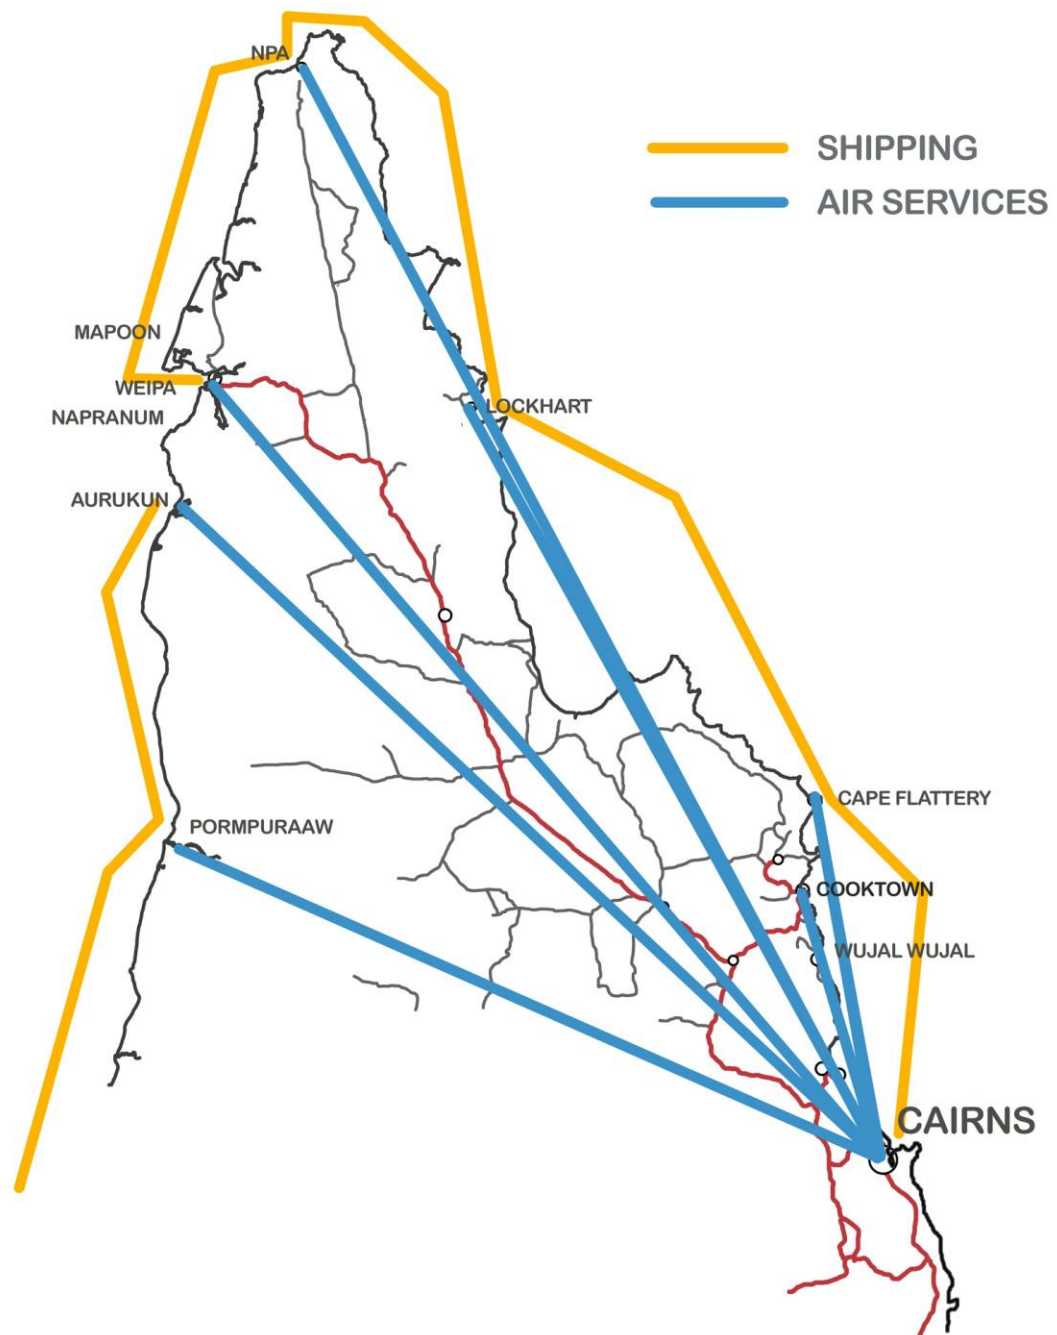 NPA
SHIPPING
AIR SERVICES
MAPOON
WEIPA
NAPRANUM
LOCKHART
AURUKUN
CAPE FLATTERY
PORMPURAAW
COOKTOWN
WUJAL WUJAL
CAIRNS